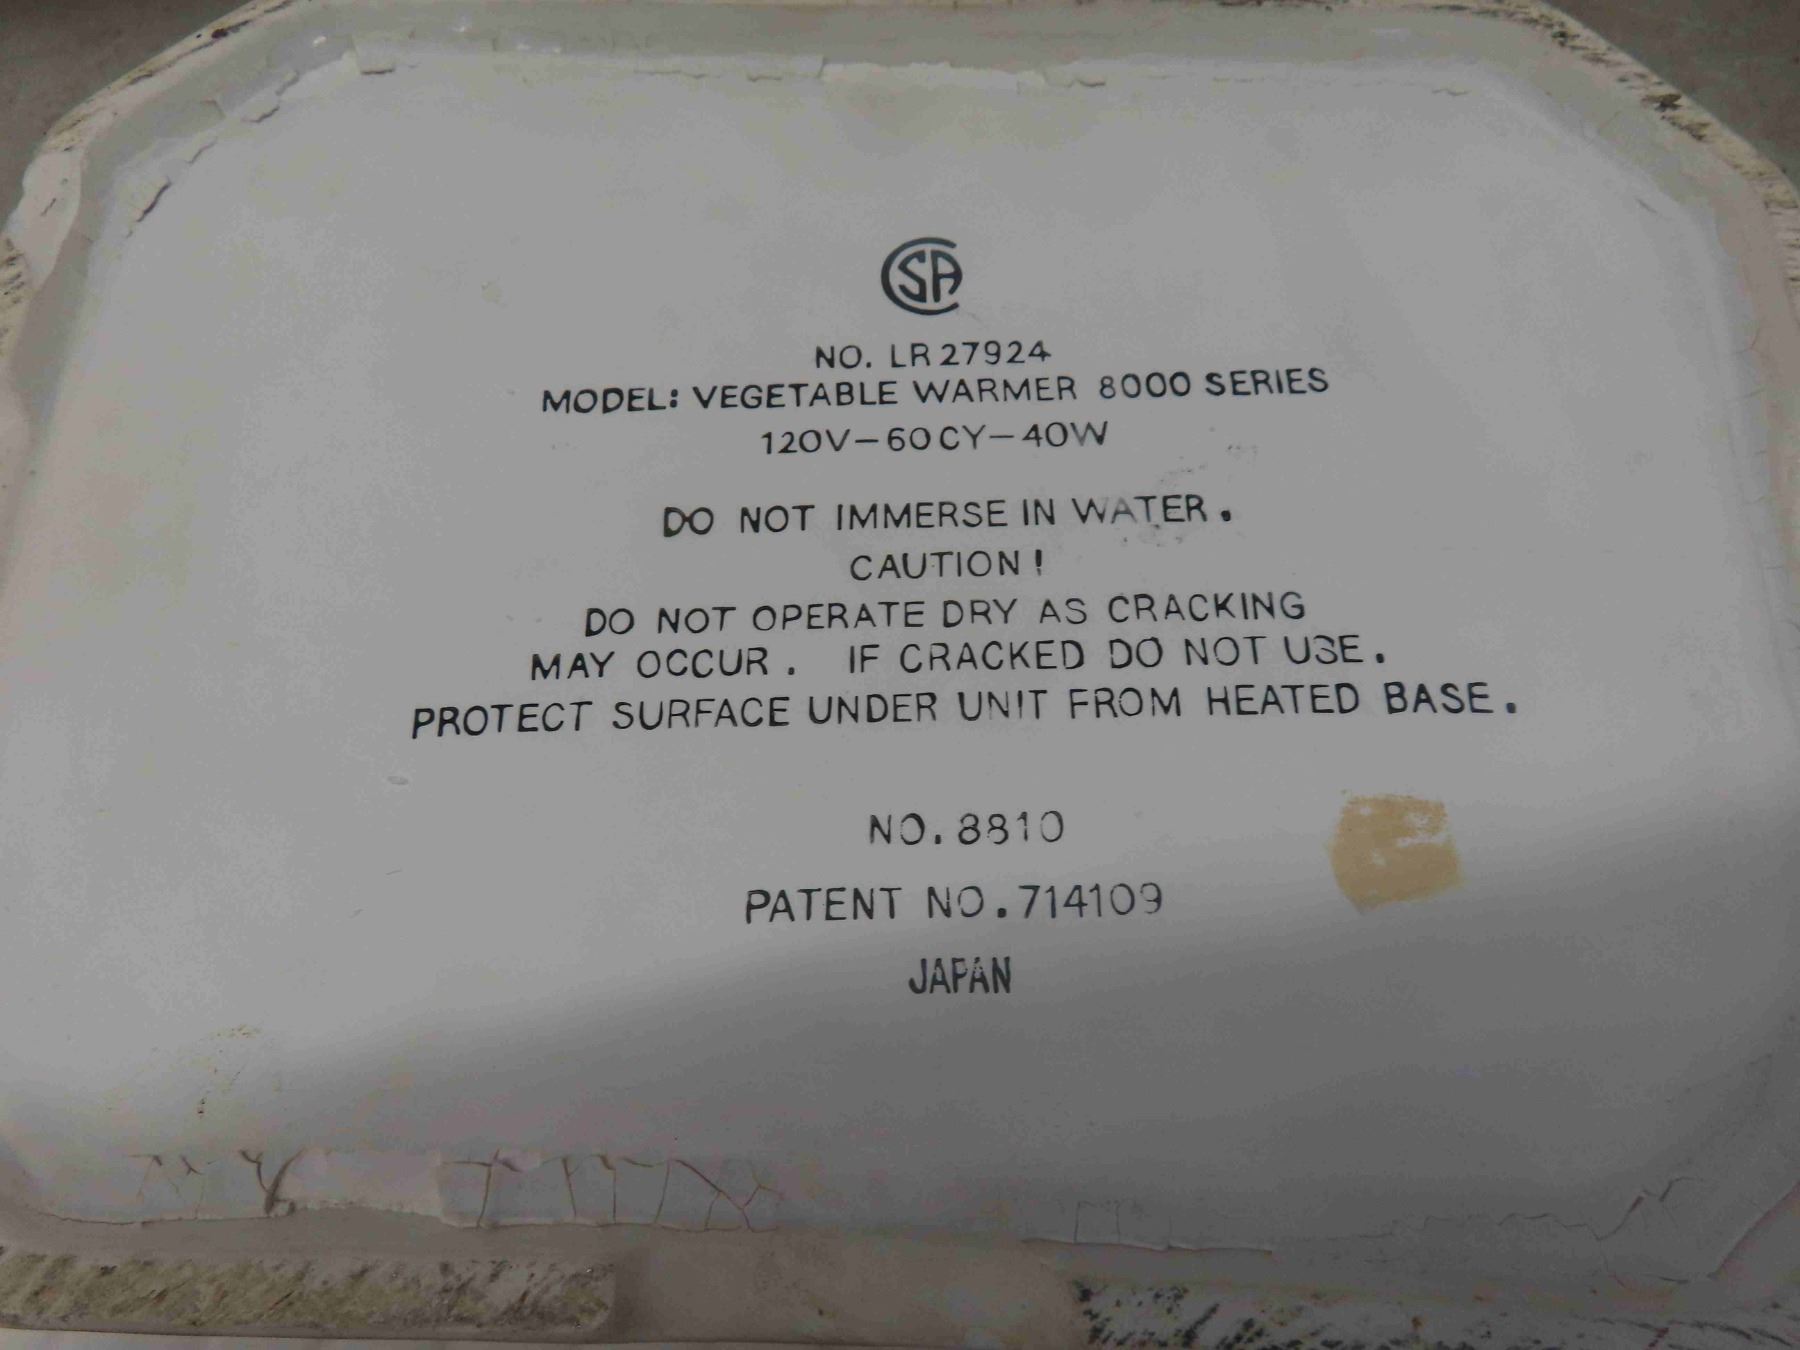 CSA
NO. LR 27924
MODEL: VEGETABLE WARMER 8000 SERIES
120V-60CY-40W
DO NOT IMMERSE IN WATER.
CAUTION!
DO NOT OPERATE DRY AS CRACKING
MAY OCCUR. IF CRACKED DO NOT USE.
PROTECT SURFACE UNDER UNIT FROM HEATED BASE.
NO. 8810
PATENT NO. 714109
JAPAN